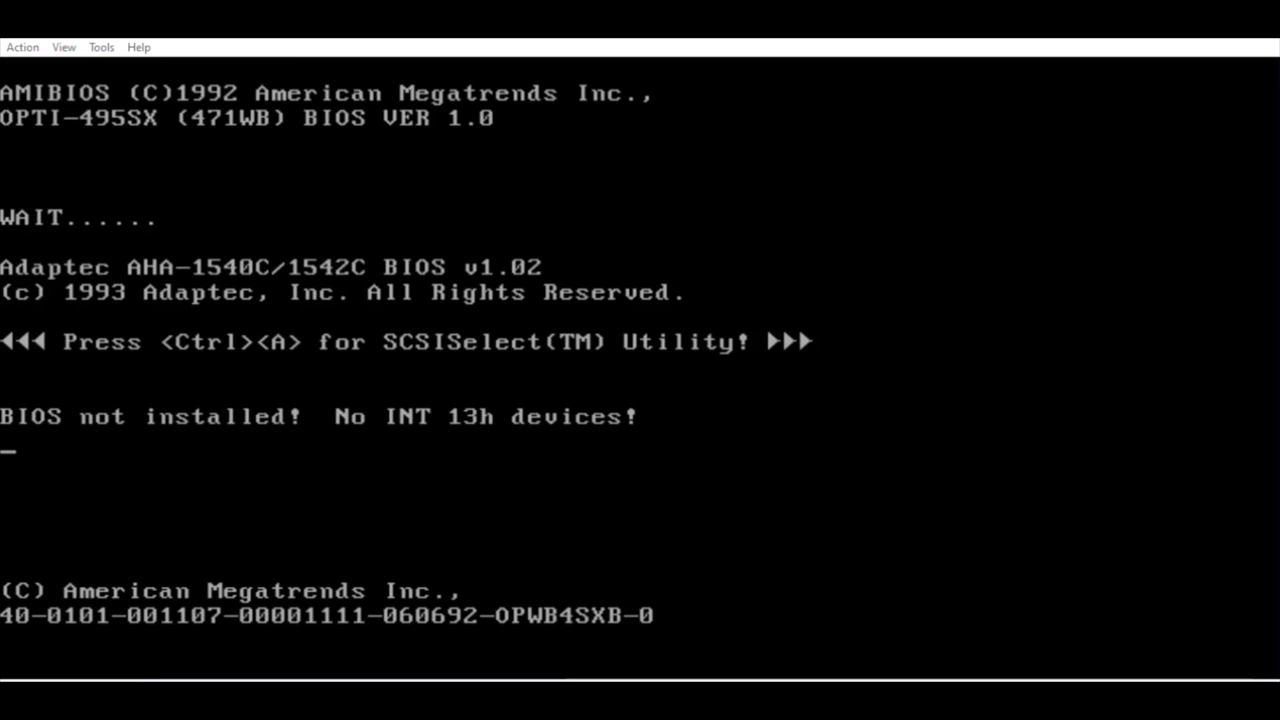 Action View Tools Help
AMIBIOS (C)1992 American Megatrends Inc.,
OPTI-495SX (471WB) BIOS VER 1.0
WAIT......
Adaptec AHA-1540C/1542C BIOS v1.02
(c) 1993 Adaptec, Inc. All Rights Reserved.
◄◄◄ Press <Ctrl><A> for SCSISelect(TM) Utility! ►►►
BIOS not installed!  No INT 13h devices!
_
(C) American Megatrends Inc.,
40-0101-001107-00001111-060692-OPWB4SXB-0